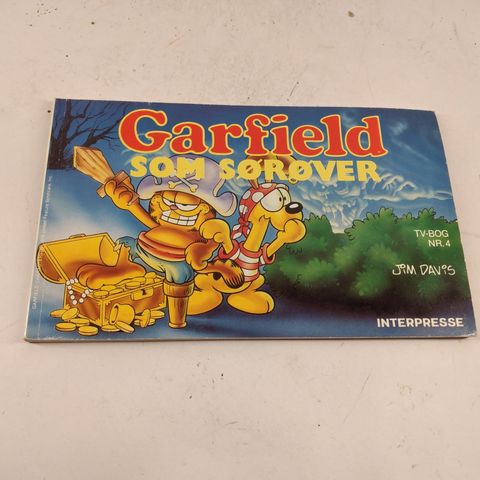 Garfield
SOM SØRØVER
TV-BOG
NR. 4
JIM DAVIS
INTERPRESSE